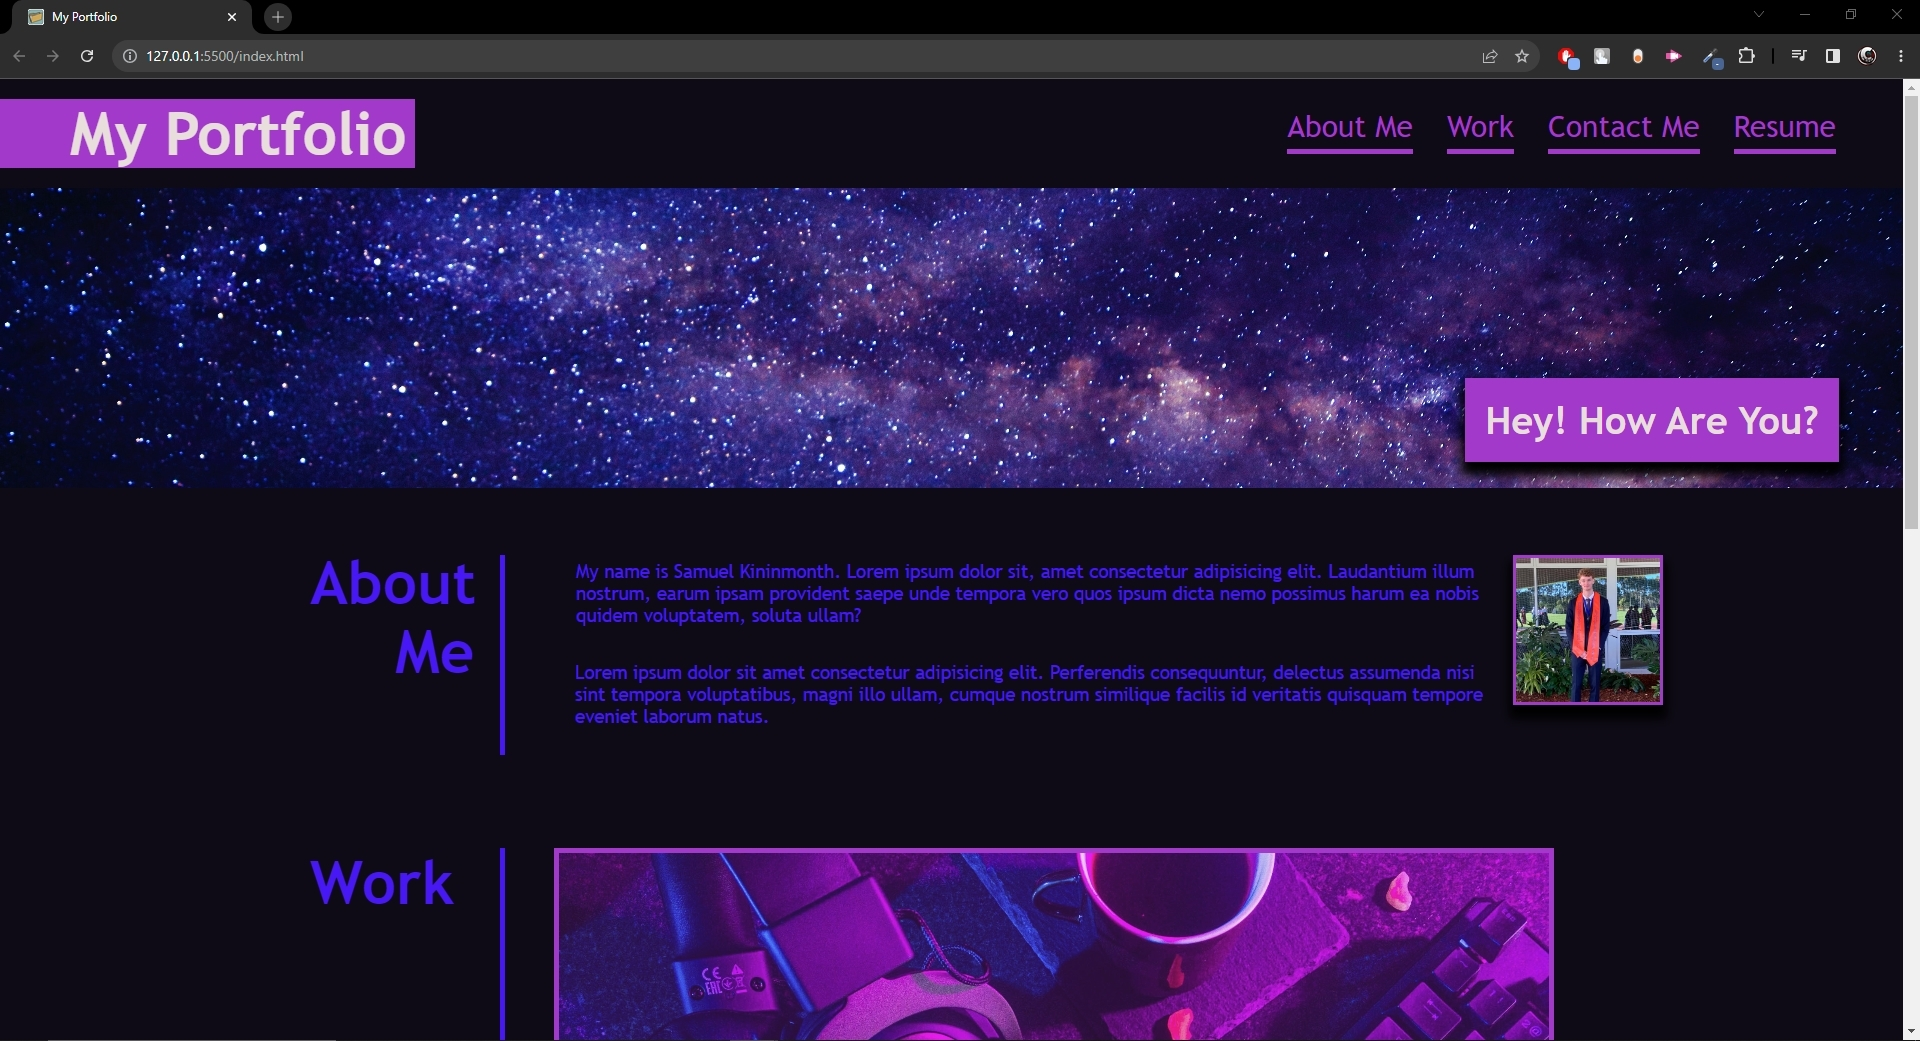 My Portfolio
127.0.0.1:5500/index.html
My Portfolio
About Me Work Contact Me Resume
Hey! How Are You?
About
Me
My name is Samuel Kininmonth. Lorem ipsum dolor sit, amet consectetur adipisicing elit. Laudantium illum
nostrum, earum ipsam provident saepe unde tempora vero quos ipsum dicta nemo possimus harum ea nobis
quidem voluptatem, soluta ullam?
Lorem ipsum dolor sit amet consectetur adipisicing elit. Perferendis consequuntur, delectus assumenda nisi
sint tempora voluptatibus, magni illo ullam, cumque nostrum similique facilis id veritatis quisquam tempore
eveniet laborum natus.
Work
CE
EAC